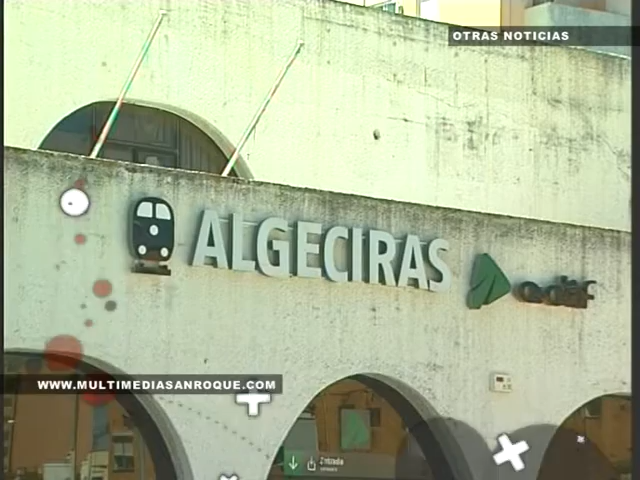 OTRAS NOTICIAS
ALGECIRAS adif
WWW.MULTIMEDIASANROQUE.COM
Entrada